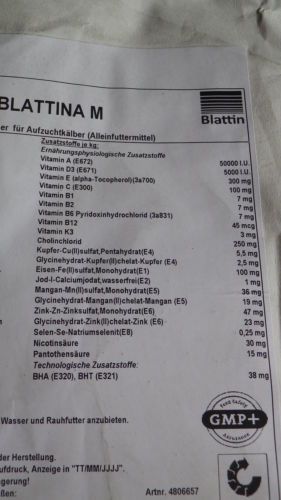 BLATTINA M
Blattin
er für Aufzuchtkälber (Alleinfuttermittel)
Zusatzstoffe je kg:
Ernährungsphysiologische Zusatzstoffe
Vitamin A (E672) 50000 I.U.
Vitamin D3 (E671) 5000 I.U.
Vitamin E (alpha-Tocopherol)(3a700) 300 mg
Vitamin C (E300) 100 mg
Vitamin B1 7 mg
Vitamin B2 7 mg
Vitamin B6 Pyridoxinhydrochlorid (3a831) 7 mg
Vitamin B12 45 mcg
Vitamin K3 3 mg
Cholinchlorid 250 mg
Kupfer-Cu(II)sulfat,Pentahydrat(E4) 5,5 mg
Glycinehydrat-Kupfer(II)chelat-Kupfer (E4) 2,5 mg
Eisen-Fe(II)sulfat,Monohydrat(E1) 100 mg
Jod-I-Calciumjodat,wasserfrei(E2) 1 mg
Mangan-Mn(II)sulfat,Monohydrat(E5) 36 mg
Glycinehydrat-Mangan(II)chelat-Mangan (E5) 19 mg
Zink-Zn-Zinksulfat,Monohydrat(E6) 47 mg
Glycinehydrat-Zink(II)chelat-Zink (E6) 23 mg
Selen-Se-Natriumselenit(E8) 0,25 mg
Nicotinsäure 30 mg
Pantothensäure 15 mg
Technologische Zusatzstoffe:
BHA (E320), BHT (E321) 38 mg
Feed Safety
GMP+
Assurance
Wasser und Rauhfutter anzubieten.
der Herstellung.
ufdruck, Anzeige in "TT/MM/JJJJ".
gerung!
ßen: Artnr. 4806657